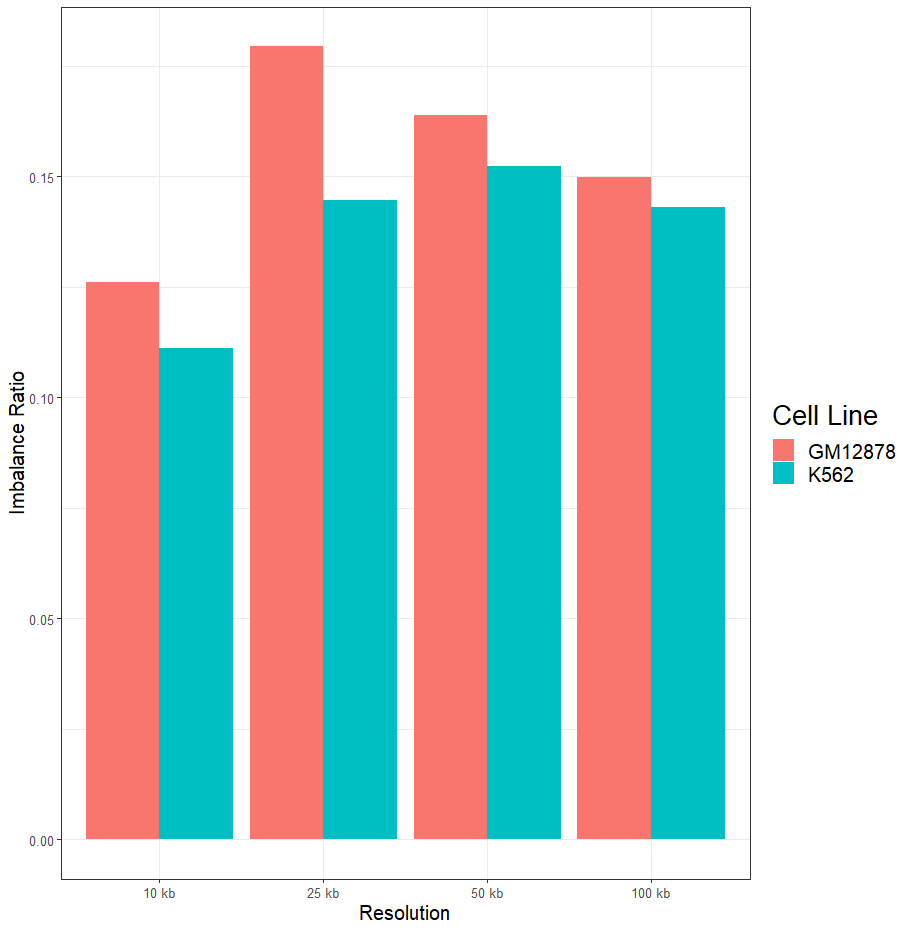 Imbalance Ratio
0.15
0.10
0.05
0.00
10 kb 25 kb 50 kb 100 kb
Resolution
Cell Line
GM12878
K562